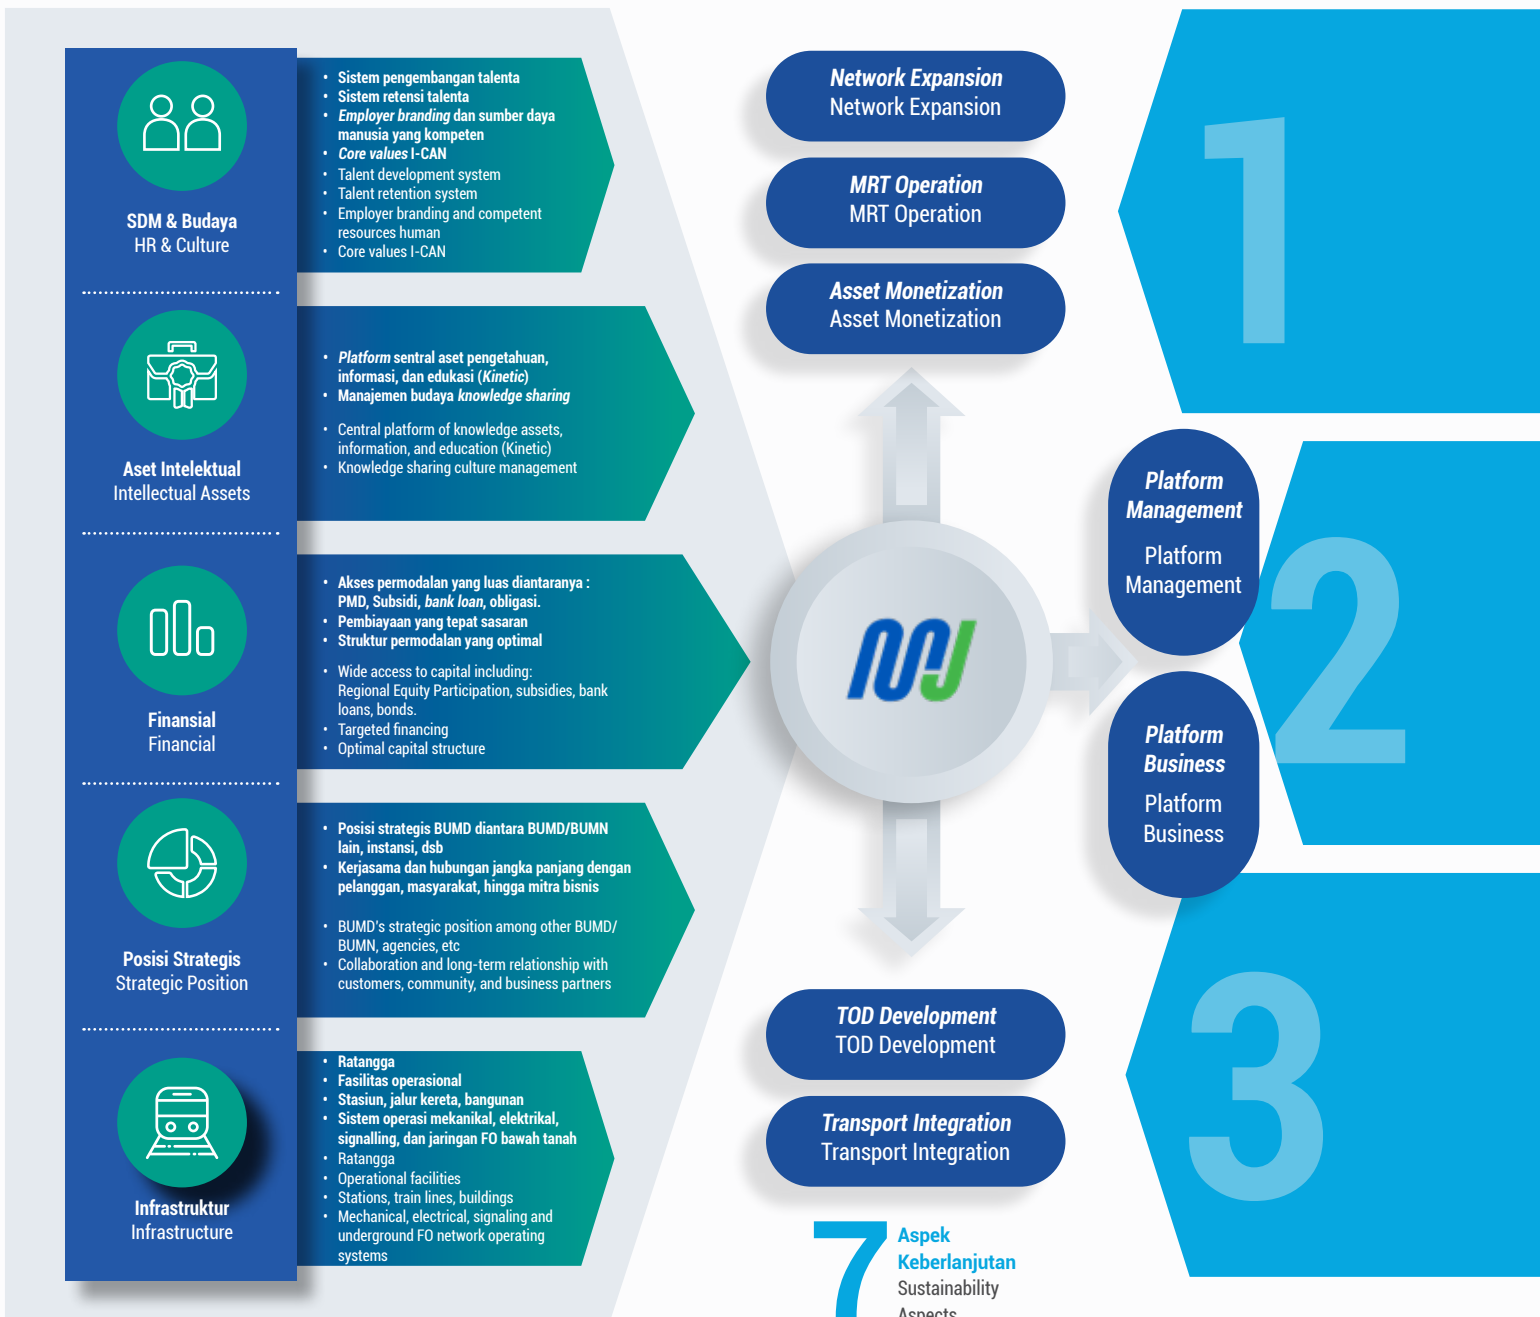 SDM & Budaya
HR & Culture
• Sistem pengembangan talenta
• Sistem retensi talenta
• Employer branding dan sumber daya
manusia yang kompeten
• Core values I-CAN
• Talent development system
• Talent retention system
• Employer branding and competent
resources human
• Core values I-CAN
Aset Intelektual
Intellectual Assets
• Platform sentral aset pengetahuan,
informasi, dan edukasi (Kinetic)
• Manajemen budaya knowledge sharing
• Central platform of knowledge assets,
information, and education (Kinetic)
• Knowledge sharing culture management
Finansial
Financial
• Akses permodalan yang luas diantaranya :
PMD, Subsidi, bank loan, obligasi.
• Pembiayaan yang tepat sasaran
• Struktur permodalan yang optimal
• Wide access to capital including:
Regional Equity Participation, subsidies, bank
loans, bonds.
• Targeted financing
• Optimal capital structure
Posisi Strategis
Strategic Position
• Posisi strategis BUMD diantara BUMD/BUMN
lain, instansi, dsb
• Kerjasama dan hubungan jangka panjang dengan
pelanggan, masyarakat, hingga mitra bisnis
• BUMD's strategic position among other BUMD/
BUMN, agencies, etc
• Collaboration and long-term relationship with
customers, community, and business partners
Infrastruktur
Infrastructure
• Ratangga
• Fasilitas operasional
• Stasiun, jalur kereta, bangunan
• Sistem operasi mekanikal, elektrikal,
signalling, dan jaringan FO bawah tanah
• Ratangga
• Operational facilities
• Stations, train lines, buildings
• Mechanical, electrical, signaling and
underground FO network operating
systems
Network Expansion
Network Expansion
MRT Operation
MRT Operation
Asset Monetization
Asset Monetization
Platform
Management
Platform
Management
Platform
Business
Platform
Business
TOD Development
TOD Development
Transport Integration
Transport Integration
7
Aspek
Keberlanjutan
Sustainability
Aspects
1
2
3